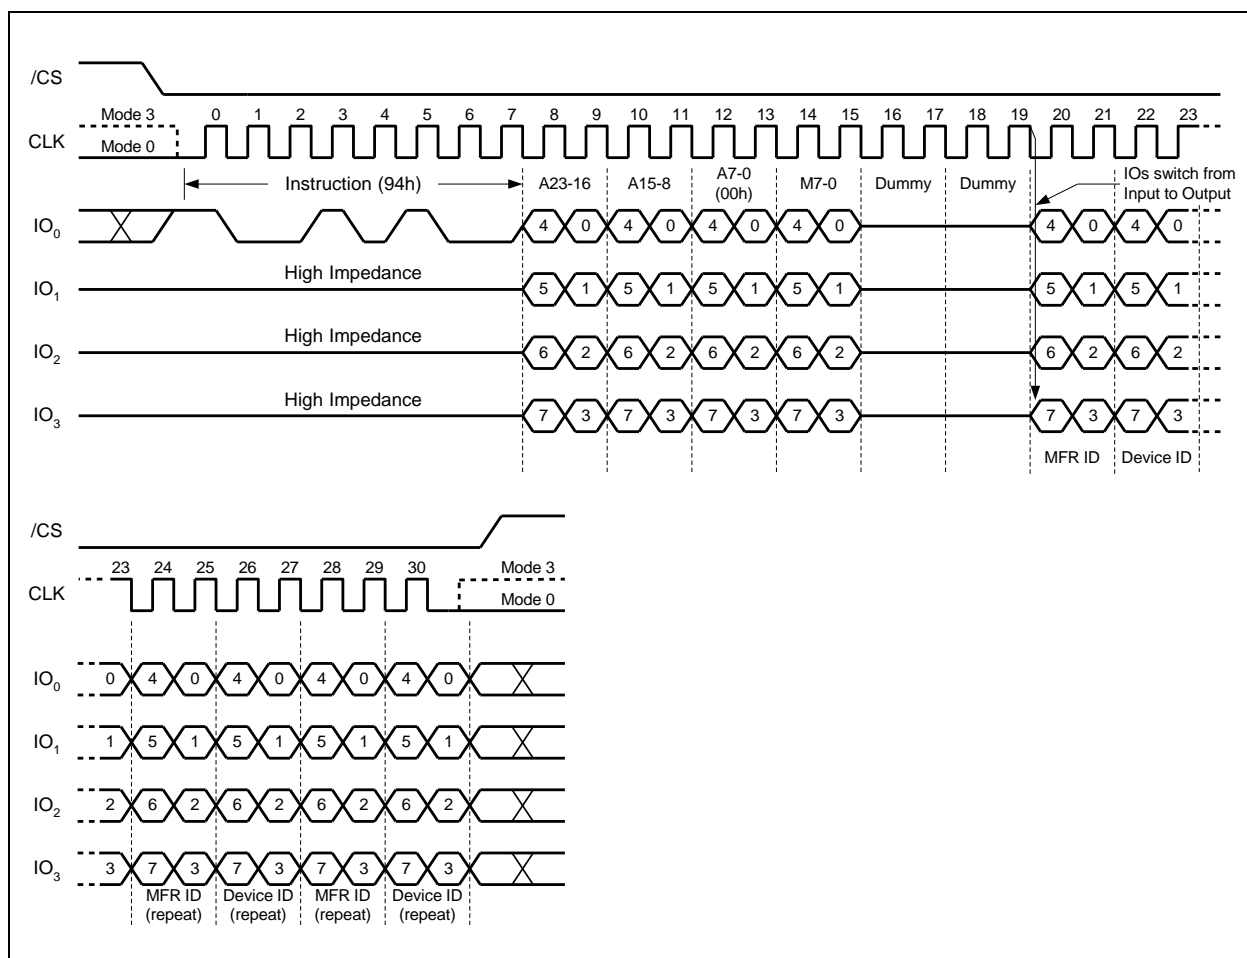 /CS
Mode 3 0 1 2 3 4 5 6 7 8 9 10 11 12 13 14 15 16 17 18 19 20 21 22 23
CLK
Mode 0
Instruction (94h) A23-16 A15-8 A7-0 (00h) M7-0 Dummy Dummy
IOs switch from
Input to Output
IO0 4 0 4 0 4 0 4 0 4 0 4 0
High Impedance
IO1 5 1 5 1 5 1 5 1 5 1 5 1
High Impedance
IO2 6 2 6 2 6 2 6 2 6 2 6 2
High Impedance
IO3 7 3 7 3 7 3 7 3 7 3 7 3
MFR ID Device ID
/CS
23 24 25 26 27 28 29 30 Mode 3
CLK
Mode 0
IO0 0 4 0 4 0 4 0 4 0
IO1 1 5 1 5 1 5 1 5 1
IO2 2 6 2 6 2 6 2 6 2
IO3 3 7 3 7 3 7 3 7 3
MFR ID Device ID MFR ID Device ID
(repeat) (repeat) (repeat) (repeat)